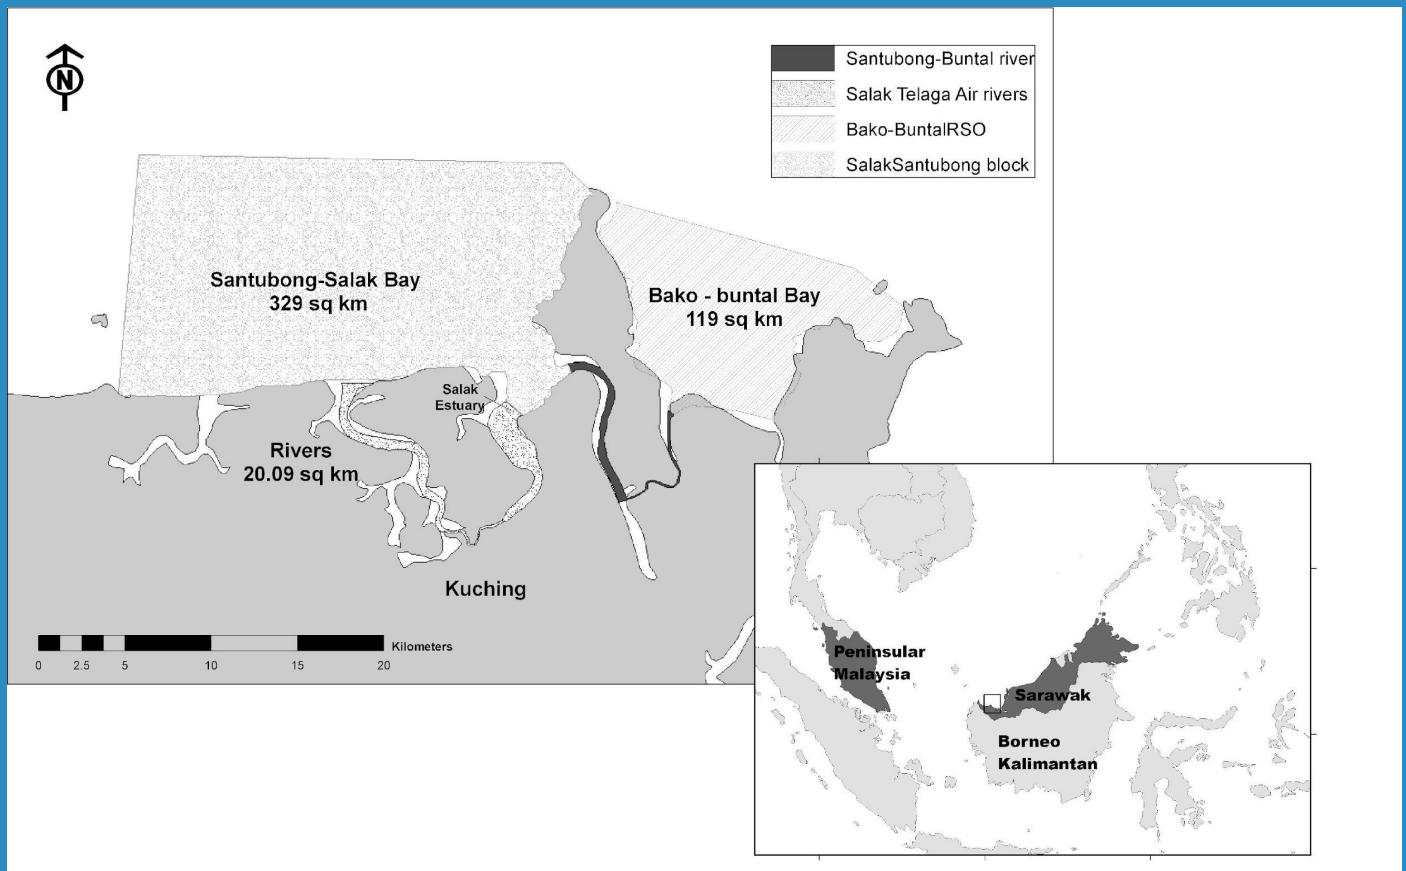 N
Santubong-Buntal river
Salak Telaga Air rivers
Bako-BuntalRSO
SalakSantubong block
Santubong-Salak Bay
329 sq km
Bako - buntal Bay
119 sq km
Salak
Estuary
Rivers
20.09 sq km
Kuching
Kilometers
0 2.5 5 10 15 20
Peninsular
Malaysia
Sarawak
Borneo
Kalimantan